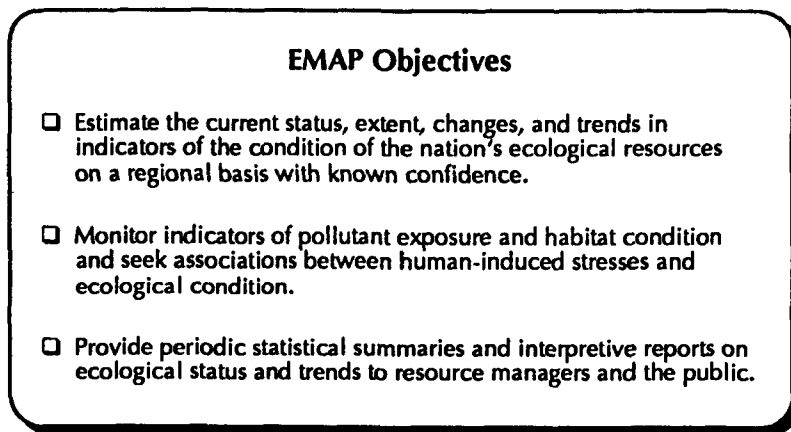 EMAP Objectives
❑ Estimate the current status, extent, changes, and trends in
indicators of the condition of the nation's ecological resources
on a regional basis with known confidence.
❑ Monitor indicators of pollutant exposure and habitat condition
and seek associations between human-induced stresses and
ecological condition.
❑ Provide periodic statistical summaries and interpretive reports on
ecological status and trends to resource managers and the public.